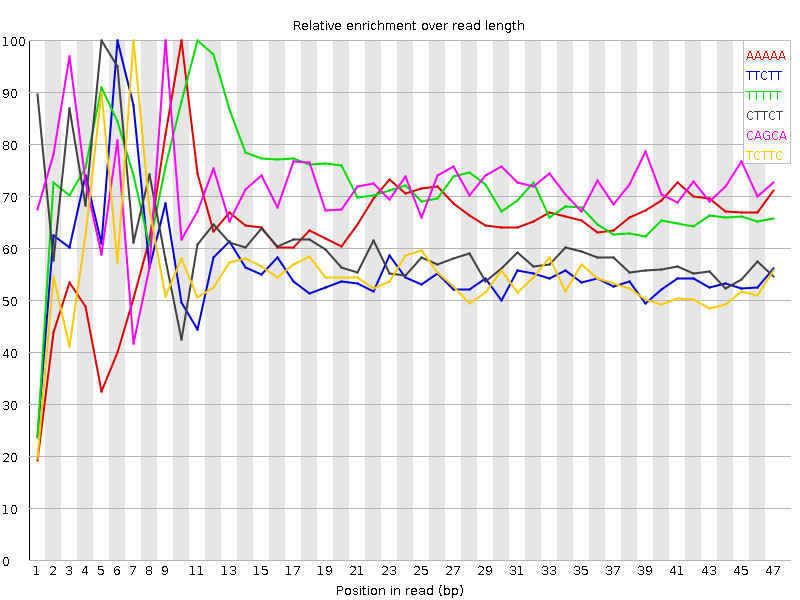 Relative enrichment over read length
100
90
80
70
60
50
40
30
20
10
0
AAAAA
TTCTT
TTTTT
CTTCT
CAGCA
TCTTC
1 2 3 4 5 6 7 8 9 11 13 15 17 19 21 23 25 27 29 31 33 35 37 39 41 43 45 47
Position in read (bp)